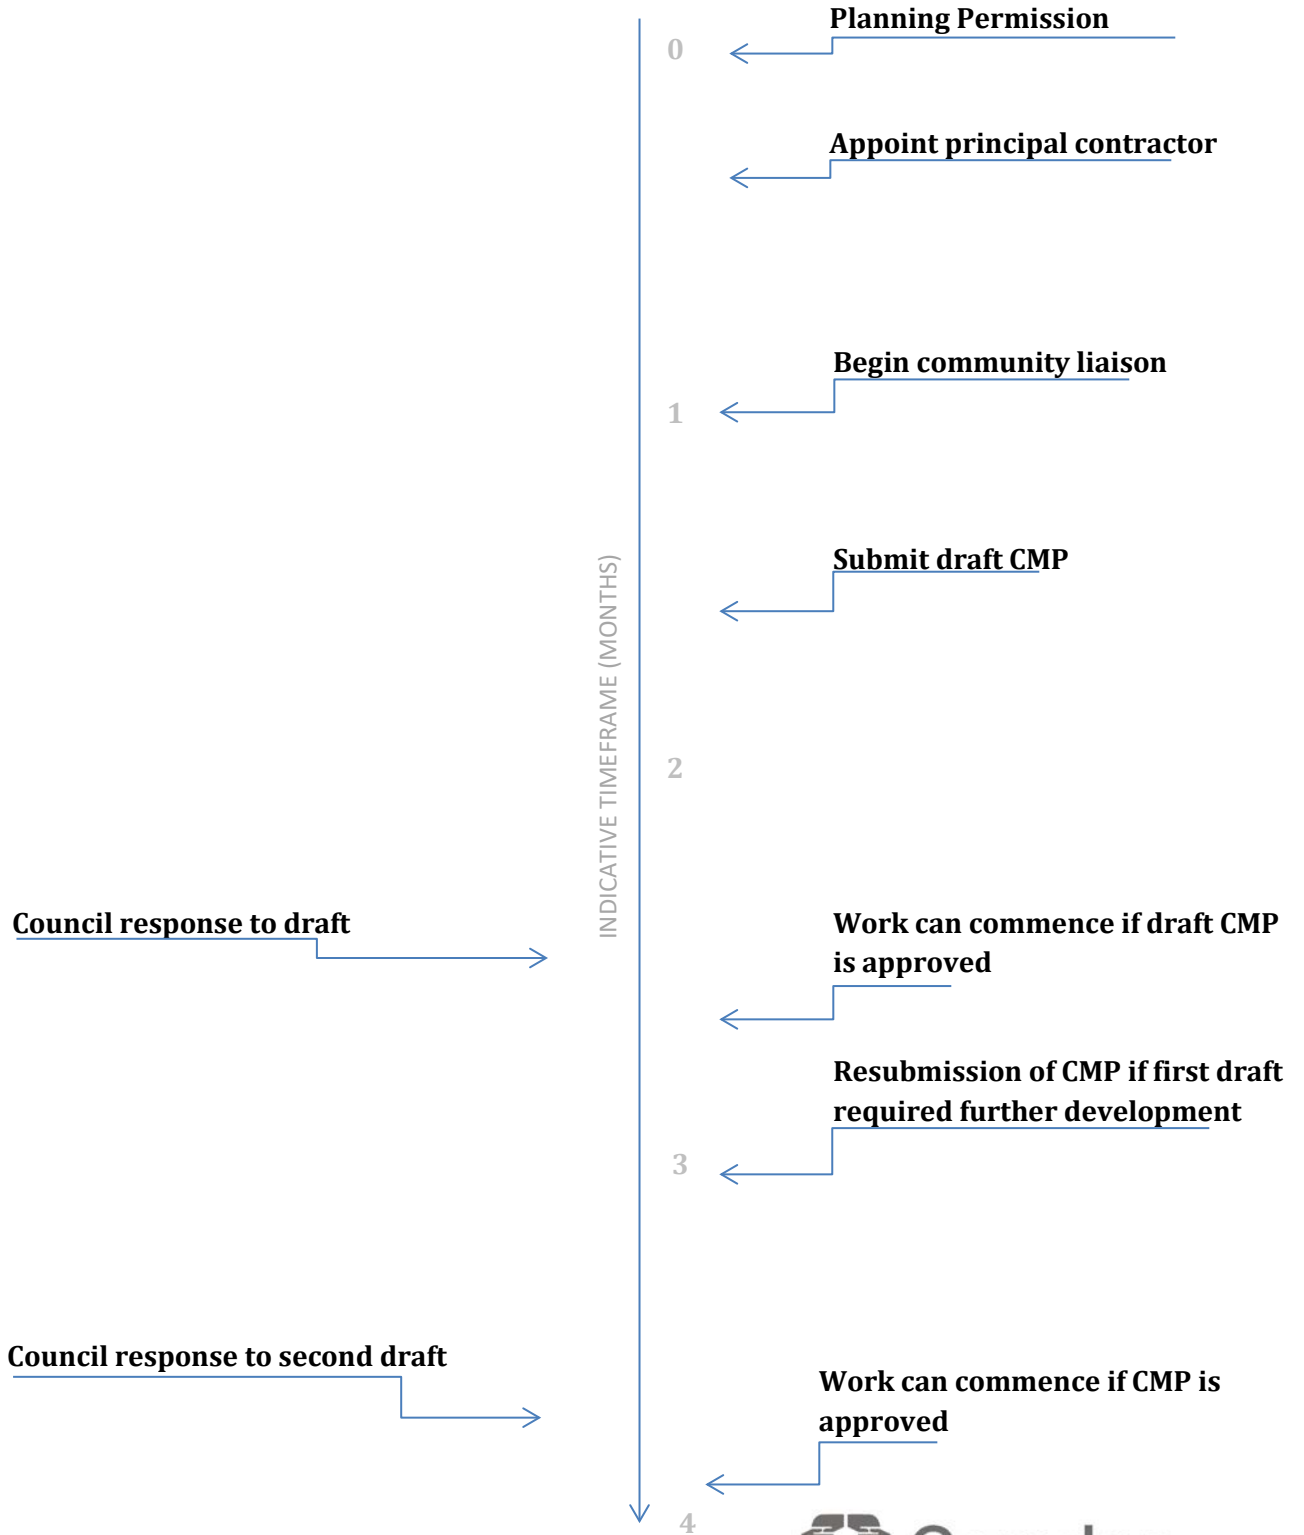 Planning Permission
0
Appoint principal contractor
Begin community liaison
1
Submit draft CMP
INDICATIVE TIMEFRAME (MONTHS)
2
Council response to draft
Work can commence if draft CMP
is approved
Resubmission of CMP if first draft
required further development
3
Council response to second draft
Work can commence if CMP is
approved
4